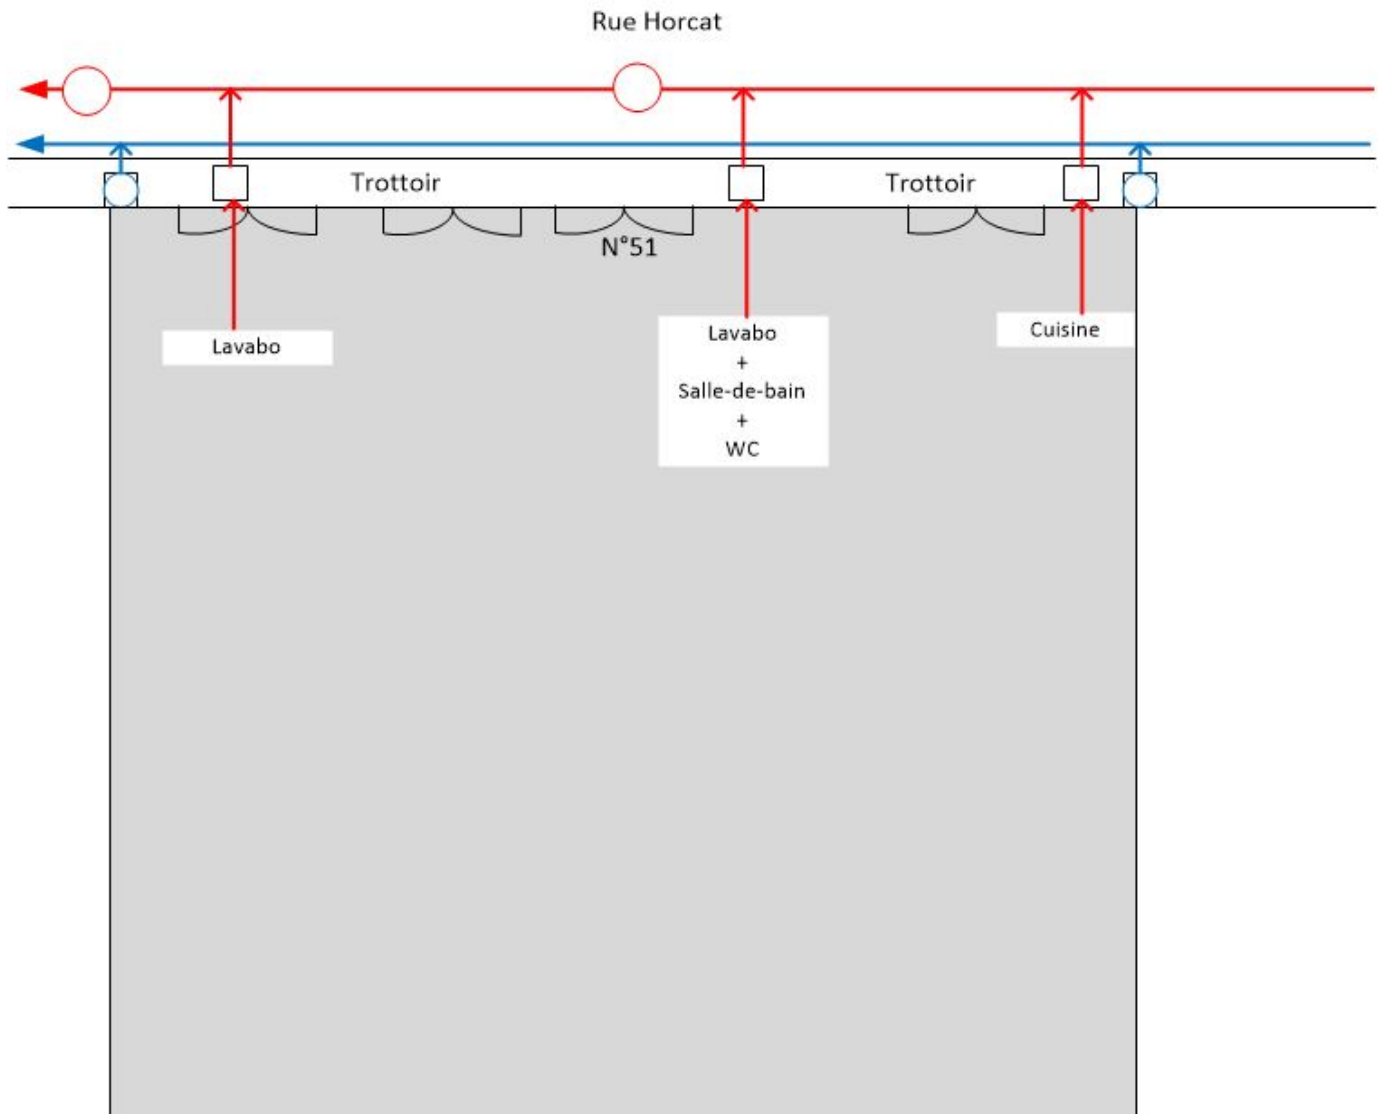 Rue Horcat
Trottoir
Trottoir
N°51
Lavabo
Lavabo
+
Salle-de-bain
+
WC
Cuisine